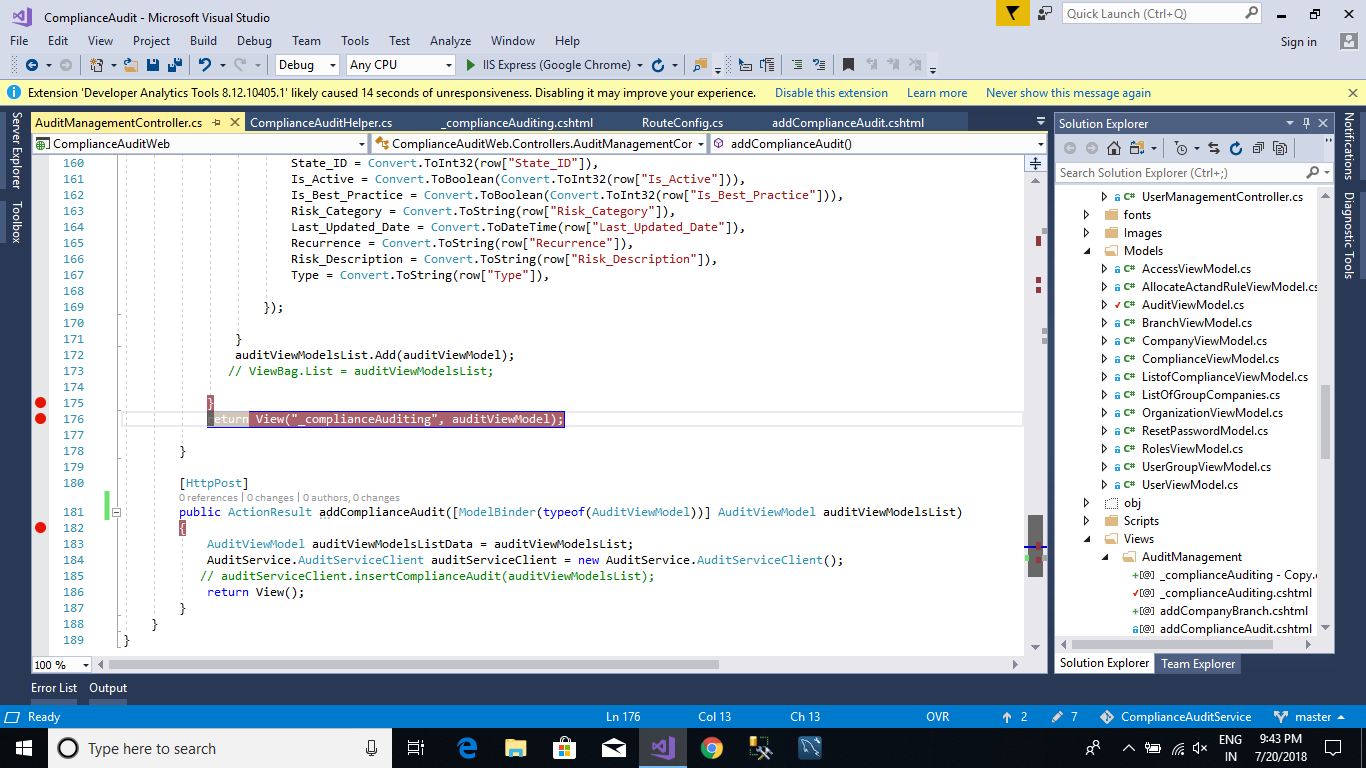 ComplianceAudit - Microsoft Visual Studio
Quick Launch (Ctrl+Q)
File Edit View Project Build Debug Team Tools Test Analyze Window Help
Sign in
Debug Any CPU IIS Express (Google Chrome)
Extension 'Developer Analytics Tools 8.12.10405.1' likely caused 14 seconds of unresponsiveness. Disabling it may improve your experience. Disable this extension Learn more Never show this message again
Server Explorer
Toolbox
AuditManagementController.cs ComplianceAuditHelper.cs _complianceAuditing.cshtml RouteConfig.cs addComplianceAudit.cshtml
ComplianceAuditWeb ComplianceAuditWeb.Controllers.AuditManagementCor addComplianceAudit()
160 State_ID = Convert.ToInt32(row["State_ID"]),
161 Is_Active = Convert.ToBoolean(Convert.ToInt32(row["Is_Active"])),
162 Is_Best_Practice = Convert.ToBoolean(Convert.ToInt32(row["Is_Best_Practice"])),
163 Risk_Category = Convert.ToString(row["Risk_Category"]),
164 Last_Updated_Date = Convert.ToDateTime(row["Last_Updated_Date"]),
165 Recurrence = Convert.ToString(row["Recurrence"]),
166 Risk_Description = Convert.ToString(row["Risk_Description"]),
167 Type = Convert.ToString(row["Type"]),
168
169 });
170
171 }
172 auditViewModelsList.Add(auditViewModel);
173 // ViewBag.List = auditViewModelsList;
174
175 }
176 return View("_complianceAuditing", auditViewModel);
177
178 }
179
180 [HttpPost]
0 references | 0 changes | 0 authors, 0 changes
181 public ActionResult addComplianceAudit([ModelBinder(typeof(AuditViewModel))] AuditViewModel auditViewModelsList)
182 {
183 AuditViewModel auditViewModelsListData = auditViewModelsList;
184 AuditService.AuditServiceClient auditServiceClient = new AuditService.AuditServiceClient();
185 // auditServiceClient.insertComplianceAudit(auditViewModelsList);
186 return View();
187 }
188 }
189 }
100 %
Solution Explorer
Search Solution Explorer (Ctrl+;)
C# UserManagementController.cs
fonts
Images
Models
C# AccessViewModel.cs
C# AllocateActandRuleViewModel.cs
C# AuditViewModel.cs
C# BranchViewModel.cs
C# CompanyViewModel.cs
C# ComplianceViewModel.cs
C# ListofComplianceViewModel.cs
C# ListOfGroupCompanies.cs
C# OrganizationViewModel.cs
C# ResetPasswordModel.cs
C# RolesViewModel.cs
C# UserGroupViewModel.cs
C# UserViewModel.cs
obj
Scripts
Views
AuditManagement
+[@] _complianceAuditing - Copy.c
[@] _complianceAuditing.cshtml
+[@] addCompanyBranch.cshtml
[@] addComplianceAudit.cshtml
Solution Explorer Team Explorer
Notifications
Diagnostic Tools
Error List Output
Ready Ln 176 Col 13 Ch 13 OVR 2 7 ComplianceAuditService master
Type here to search
ENG
IN
9:43 PM
7/20/2018